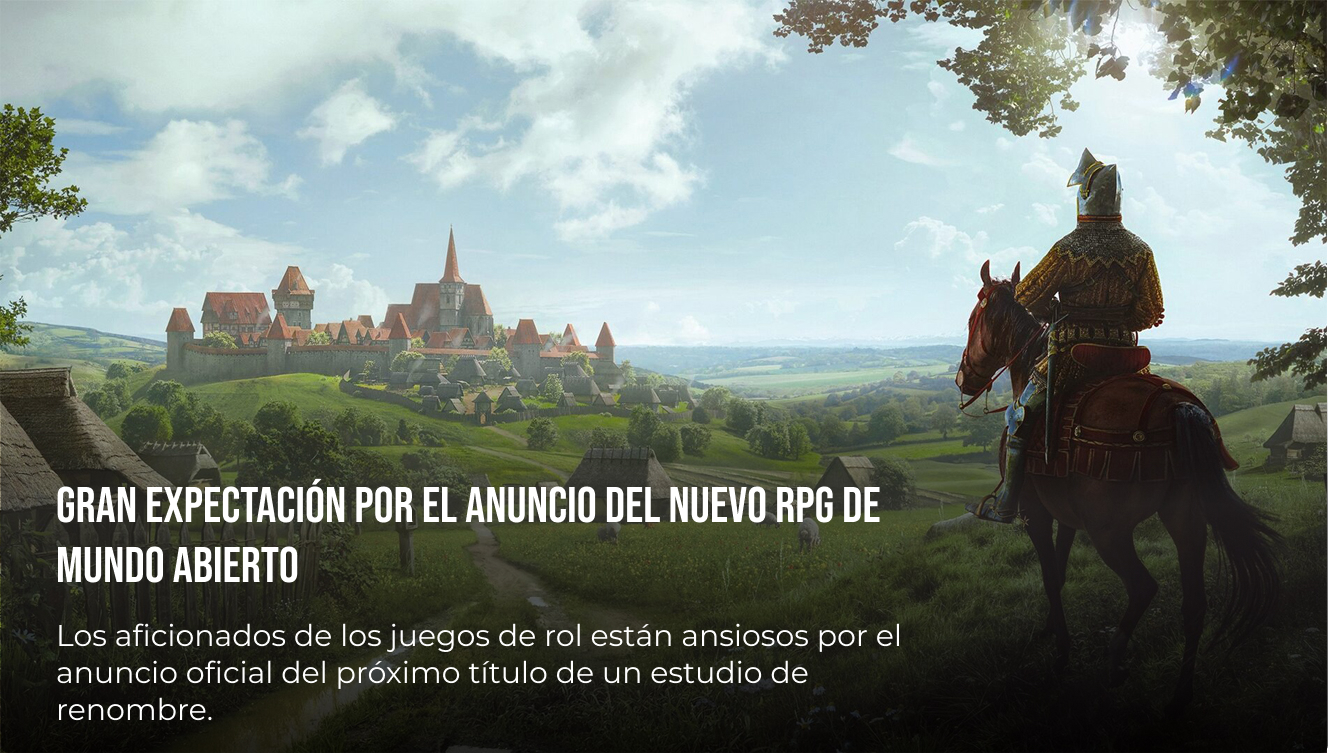 GRAN EXPECTACIÓN POR EL ANUNCIO DEL NUEVO RPG DE
MUNDO ABIERTO
Los aficionados de los juegos de rol están ansiosos por el
anuncio oficial del próximo título de un estudio de
renombre.